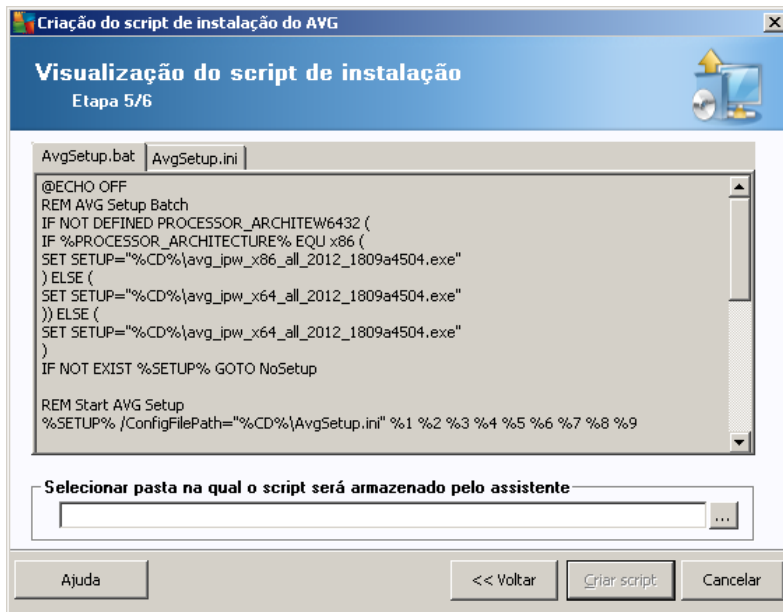 Criação do script de instalação do AVG
Visualização do script de instalação
Etapa 5/6
AvgSetup.bat
AvgSetup.ini
@ECHO OFF
REM AVG Setup Batch
IF NOT DEFINED PROCESSOR_ARCHITEW6432 (
IF %PROCESSOR_ARCHITECTURE% EQU x86 (
SET SETUP="%CD%\avg_ipw_x86_all_2012_1809a4504.exe"
) ELSE (
SET SETUP="%CD%\avg_ipw_x64_all_2012_1809a4504.exe"
)) ELSE (
SET SETUP="%CD%\avg_ipw_x64_all_2012_1809a4504.exe"
)
IF NOT EXIST %SETUP% GOTO NoSetup
REM Start AVG Setup
%SETUP% /ConfigFilePath="%CD%\AvgSetup.ini" %1 %2 %3 %4 %5 %6 %7 %8 %9
Selecionar pasta na qual o script será armazenado pelo assistente
...
Ajuda
<< Voltar
Criar script
Cancelar